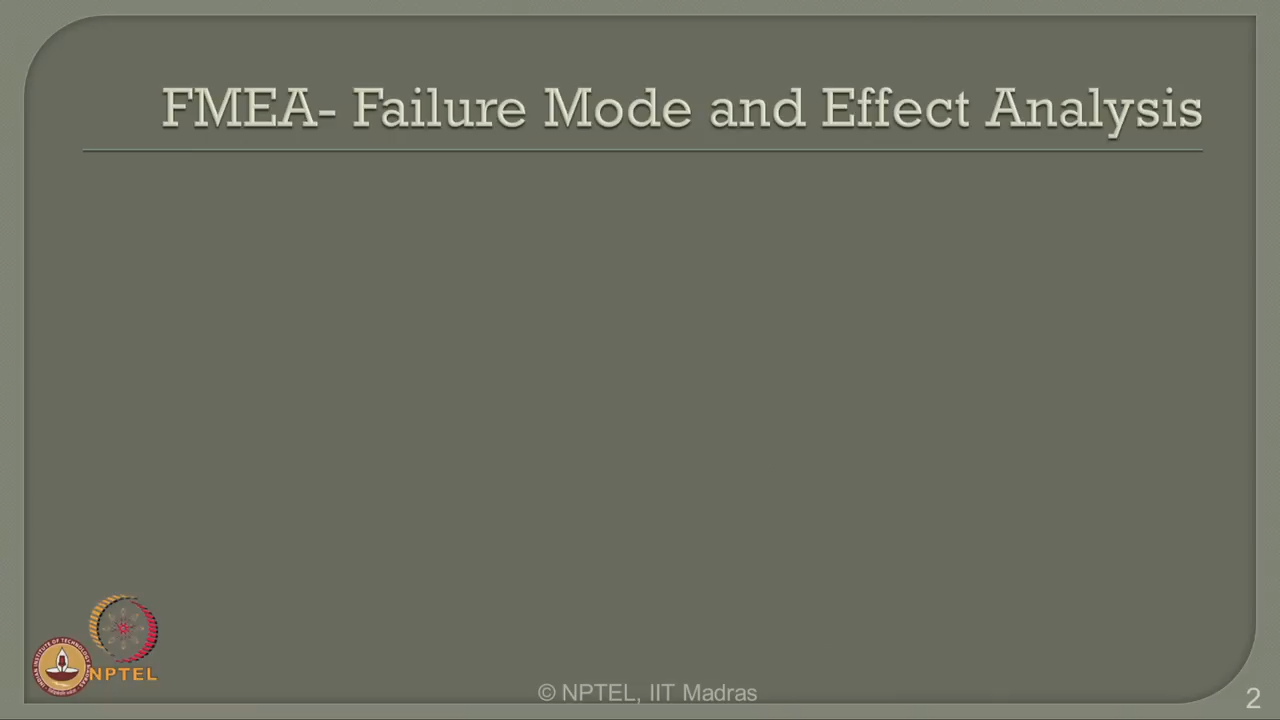 FMEA- Failure Mode and Effect Analysis
NPTEL
© NPTEL, IIT Madras
2